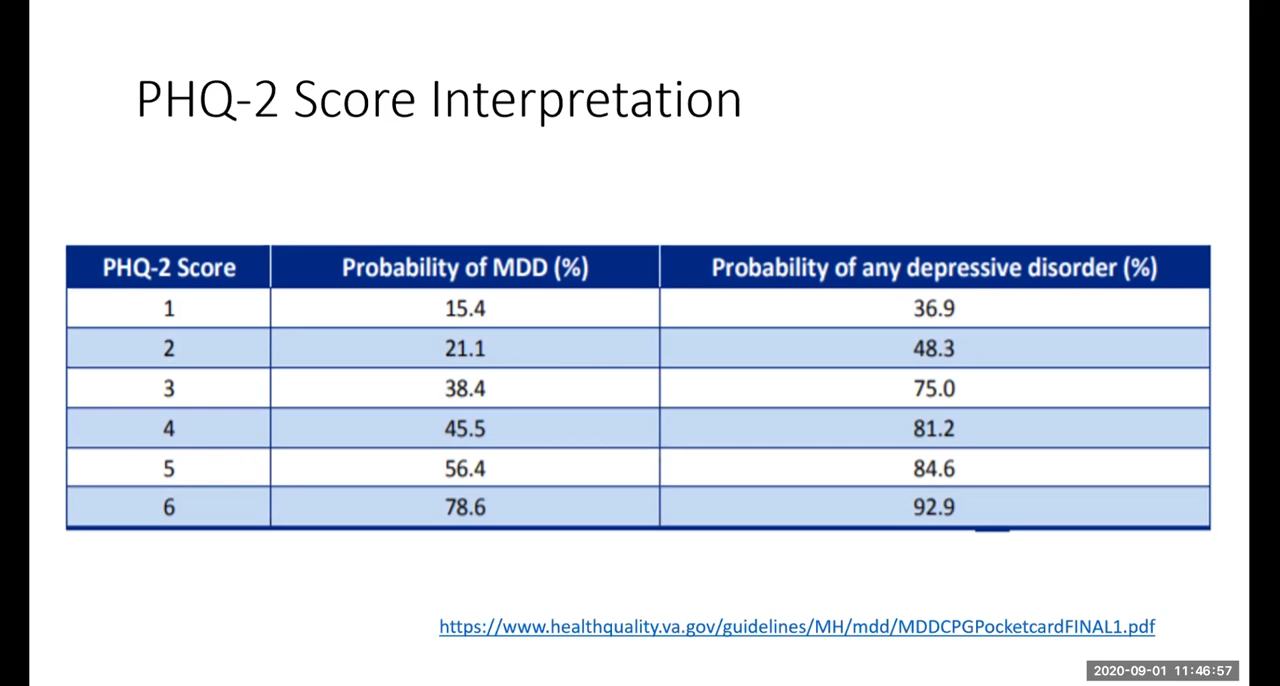 PHQ-2 Score Interpretation
PHQ-2 Score Probability of MDD (%) Probability of any depressive disorder (%)
1 15.4 36.9
2 21.1 48.3
3 38.4 75.0
4 45.5 81.2
5 56.4 84.6
6 78.6 92.9
https://www.healthquality.va.gov/guidelines/MH/mdd/MDDCPGPocketcardFINAL1.pdf
2020-09-01 11:46:57